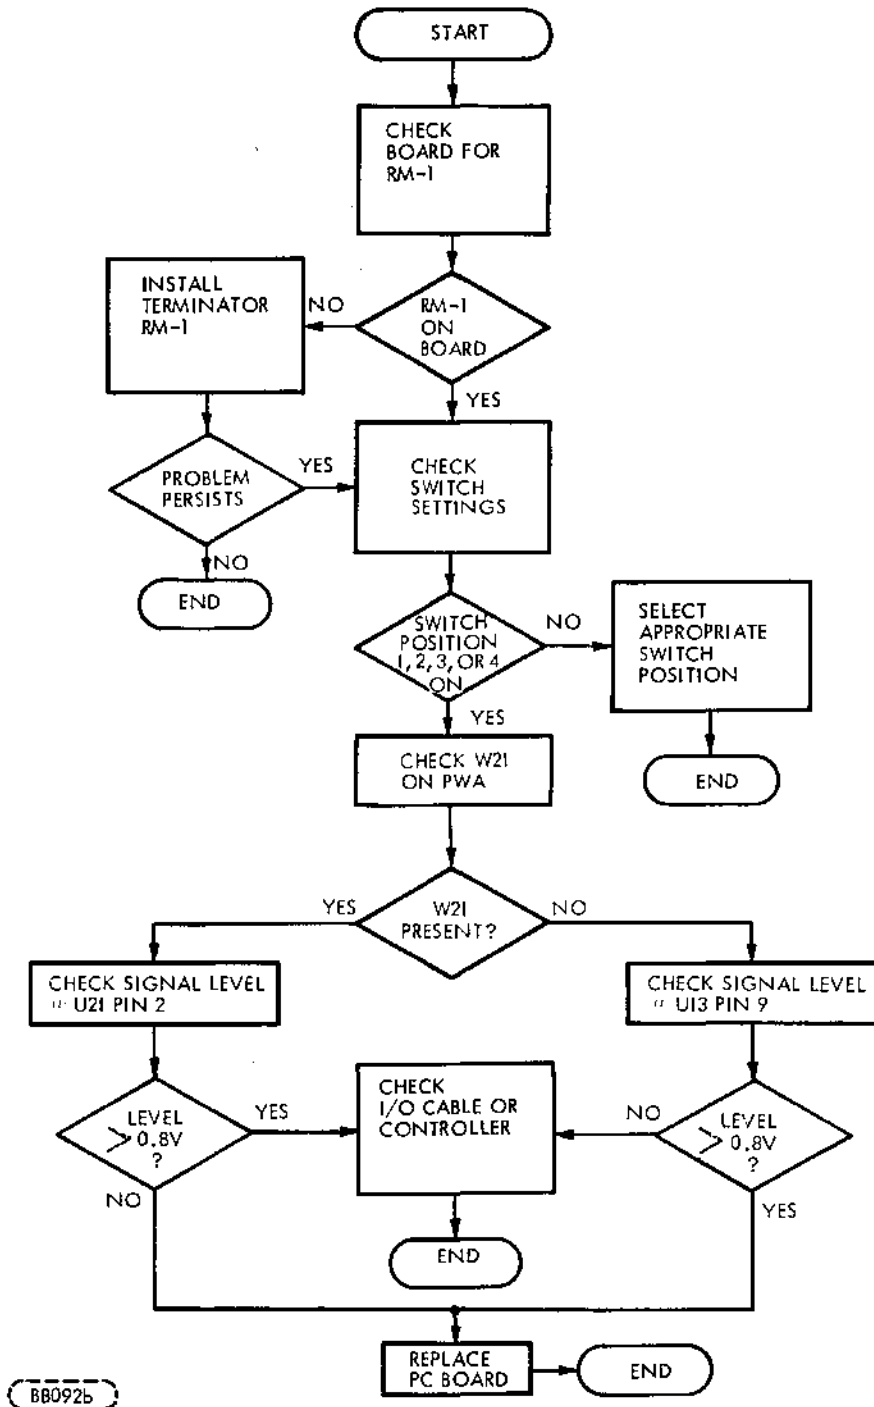 START
CHECK
BOARD FOR
RM-1
INSTALL
TERMINATOR
RM-1
NO
RM-1
ON
BOARD
YES
PROBLEM
PERSISTS
YES
CHECK
SWITCH
SETTINGS
NO
END
SWITCH
POSITION
1, 2, 3, OR 4
ON
NO
SELECT
APPROPRIATE
SWITCH
POSITION
YES
CHECK W21
ON PWA
END
YES
W21
PRESENT?
NO
CHECK SIGNAL LEVEL
U21 PIN 2
CHECK SIGNAL LEVEL
U13 PIN 9
LEVEL
> 0.8V
?
YES
CHECK
I/O CABLE OR
CONTROLLER
NO
LEVEL
> 0.8V
?
NO
YES
END
REPLACE
PC BOARD
END
BB092b